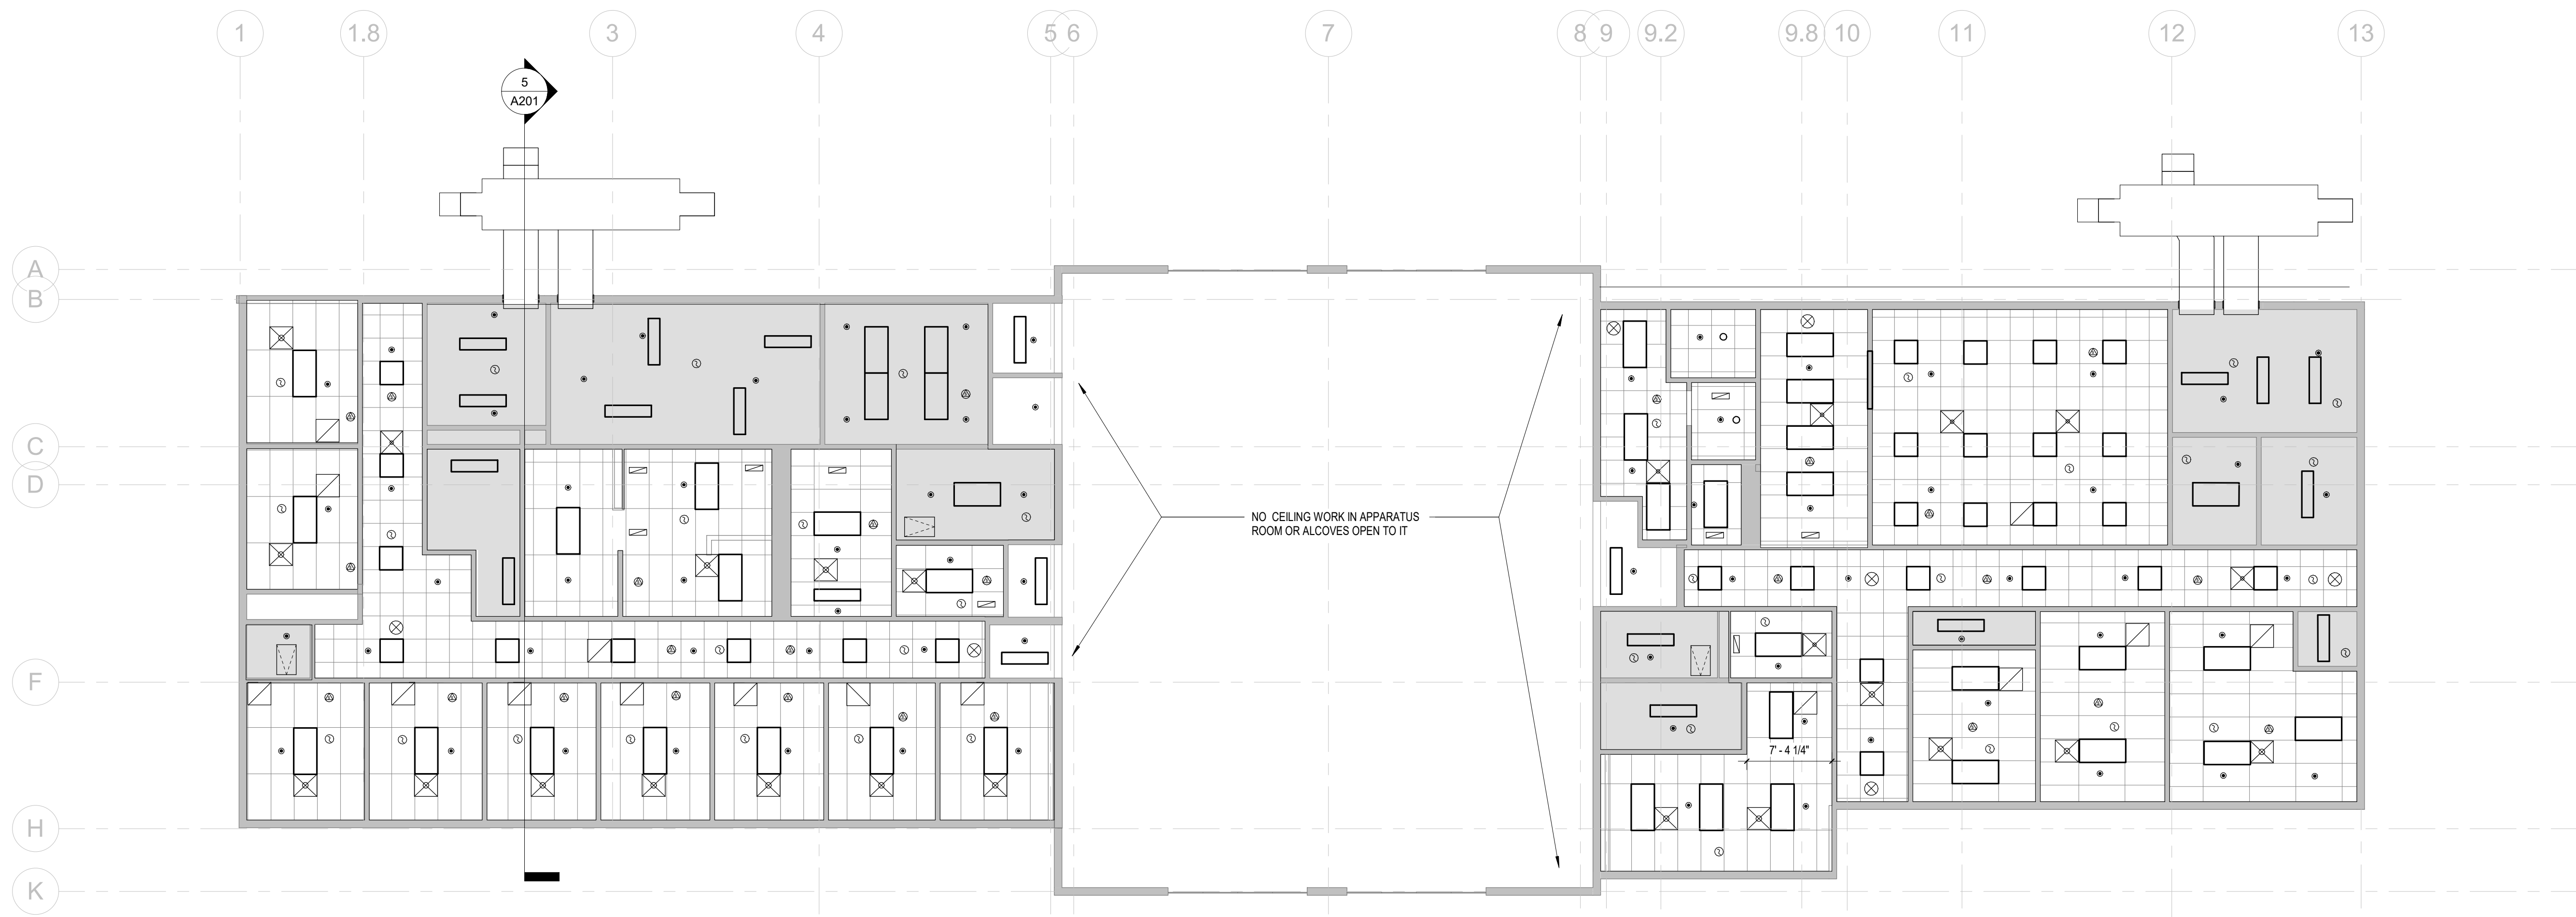 1
1.8
3
4
5
6
7
8
9
9.2
9.8
10
11
12
13
5
A201
A
B
C
D
NO CEILING WORK IN APPARATUS
ROOM OR ALCOVES OPEN TO IT
F
7' - 4 1/4"
H
K